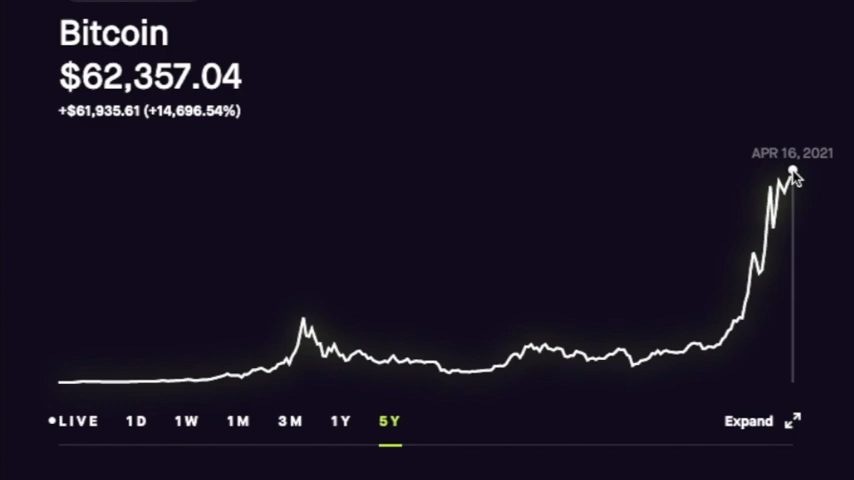 Bitcoin
$62,357.04
+$61,935.61 (+14,696.54%)
APR 16, 2021
LIVE 1D 1W 1M 3M 1Y 5Y Expand